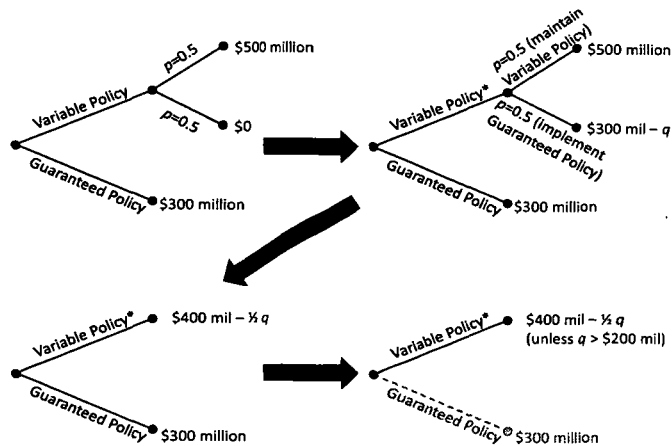 p=0.5
$500 million
Variable Policy
p=0.5
$0
Guaranteed Policy
$300 million
p=0.5 (maintain
Variable Policy)
$500 million
Variable Policy*
p=0.5 (implement
Guaranteed Policy)
$300 mil – q
Guaranteed Policy
$300 million
Variable Policy*
$400 mil – ½ q
Guaranteed Policy
$300 million
Variable Policy*
$400 mil – ½ q
(unless q > $200 mil)
Guaranteed Policy
$300 million